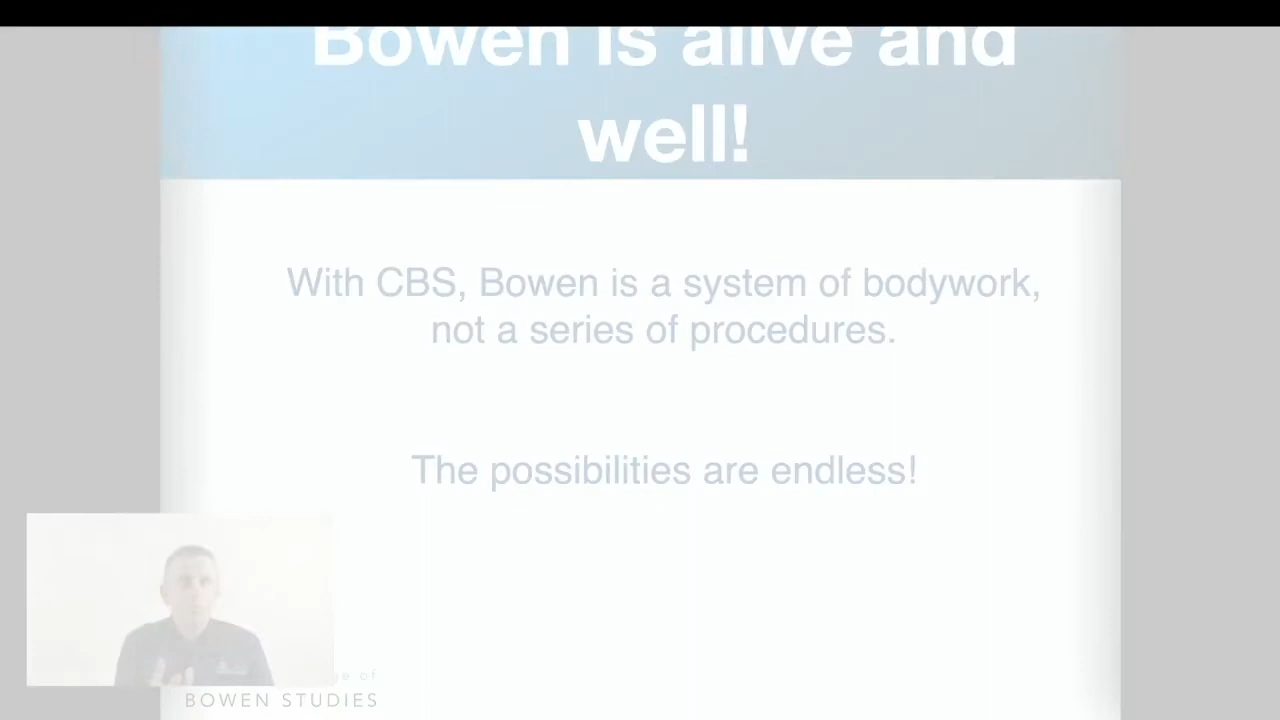 Bowen is alive and
well!
With CBS, Bowen is a system of bodywork,
not a series of procedures.
The possibilities are endless!
of
BOWEN STUDIES